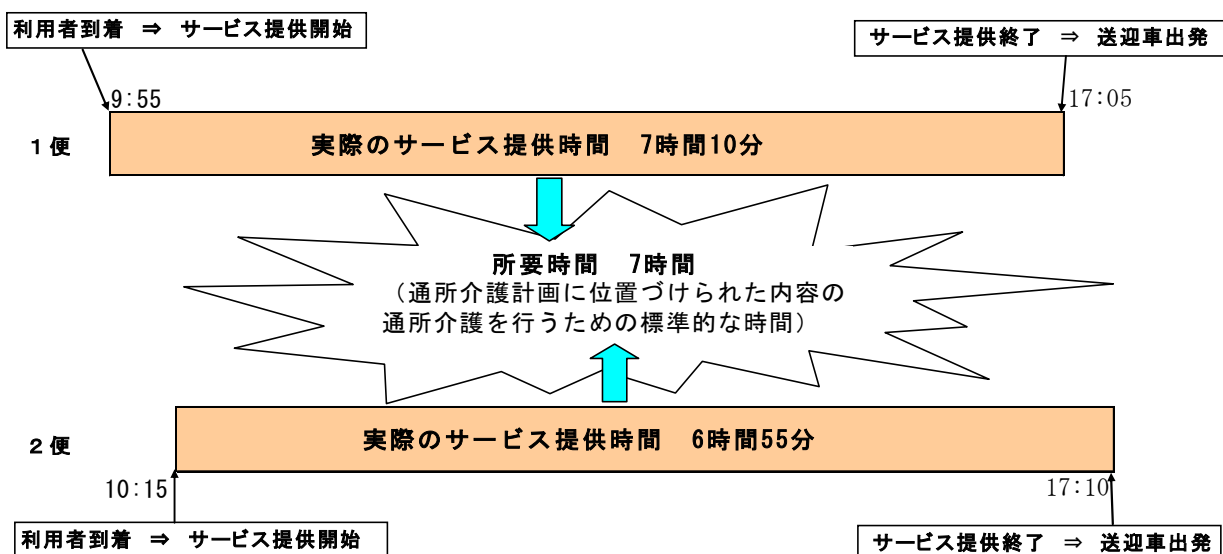 利用者到着 ⇒ サービス提供開始
サービス提供終了 ⇒ 送迎車出発
9:55
17:05
1便
実際のサービス提供時間 7時間10分
所要時間 7時間
(通所介護計画に位置づけられた内容の
通所介護を行うための標準的な時間)
2便
実際のサービス提供時間 6時間55分
10:15
17:10
利用者到着 ⇒ サービス提供開始
サービス提供終了 ⇒ 送迎車出発